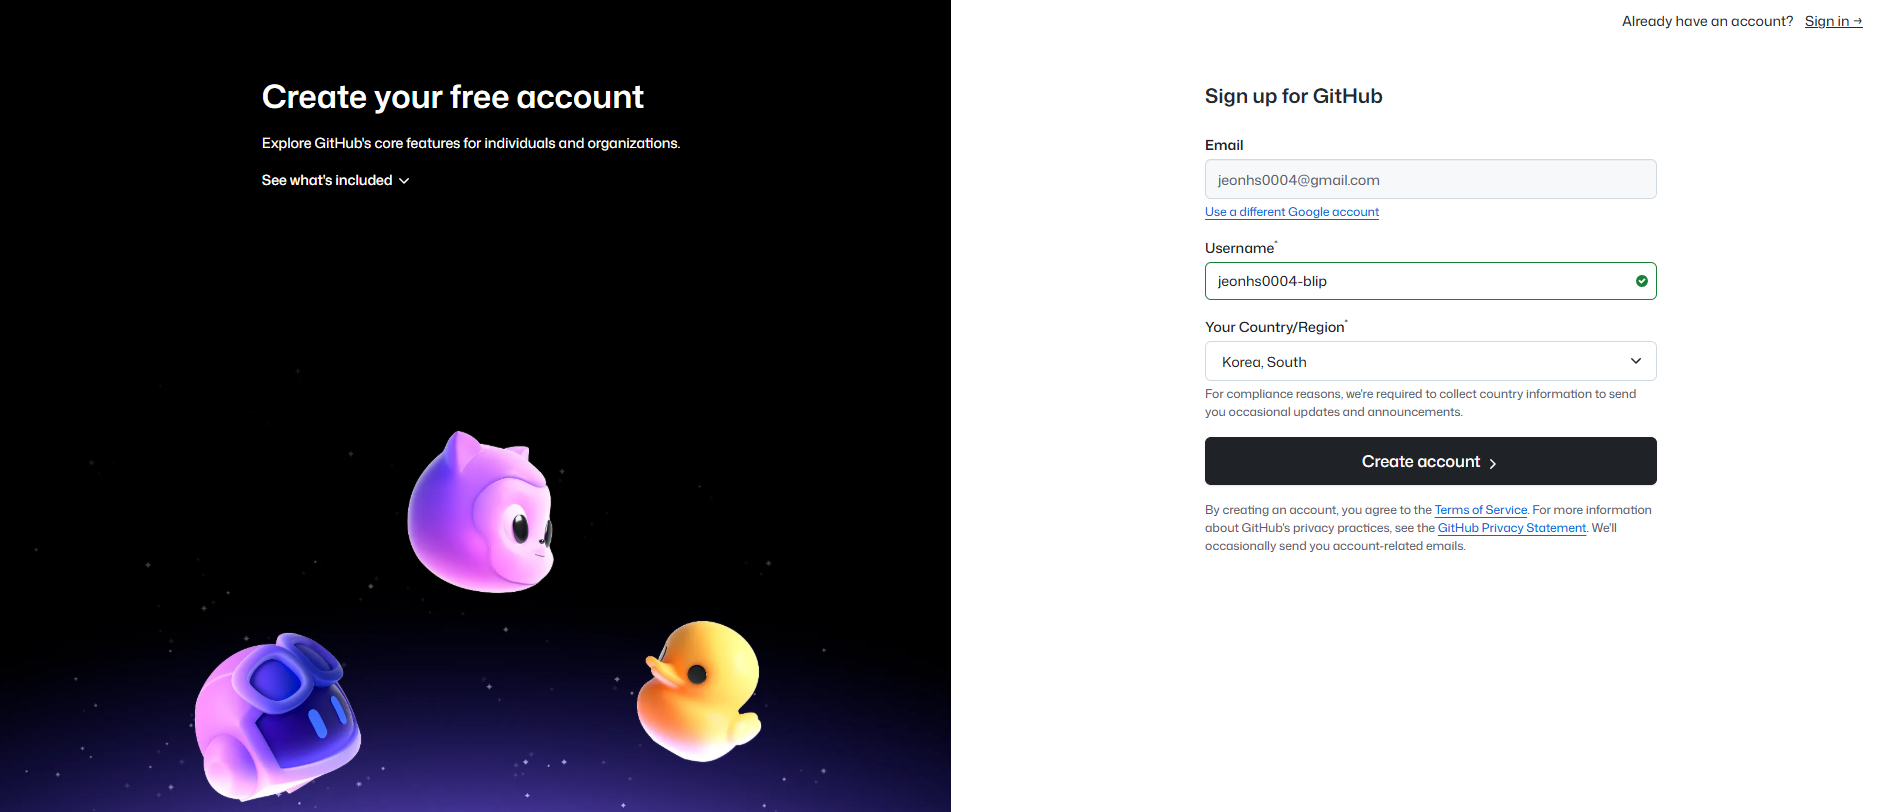 Already have an account? Sign in →
Create your free account
Explore GitHub's core features for individuals and organizations.
See what's included
Sign up for GitHub
Email
jeonhs0004@gmail.com
Use a different Google account
Username*
jeonhs0004-blip
Your Country/Region*
Korea, South
For compliance reasons, we're required to collect country information to send
you occasional updates and announcements.
Create account
By creating an account, you agree to the Terms of Service. For more information
about GitHub's privacy practices, see the GitHub Privacy Statement. We'll
occasionally send you account-related emails.